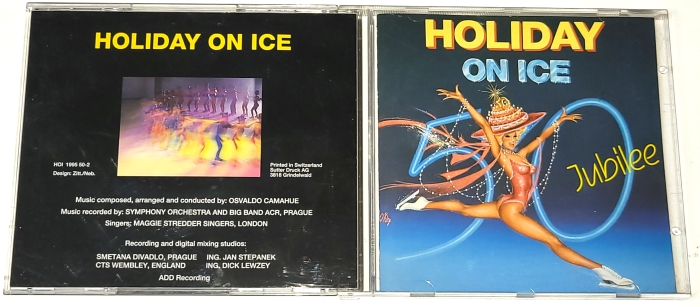 HOLIDAY ON ICE
HOI 1995 50-2
Design: Zitt./Neb.
Printed in Switzerland
Sutter Druck AG
3818 Grindelwald
Music composed, arranged and conducted by: OSVALDO CAMAHUE
Music recorded by: SYMPHONY ORCHESTRA AND BIG BAND ACR, PRAGUE
Singers: MAGGIE STREDDER SINGERS, LONDON
Recording and digital mixing studios:
SMETANA DIVADLO, PRAGUE ING. JAN STEPANEK
CTS WEMBLEY, ENGLAND ING. DICK LEWZEY
ADD Recording
HOLIDAY
ON ICE
50
Jubilee